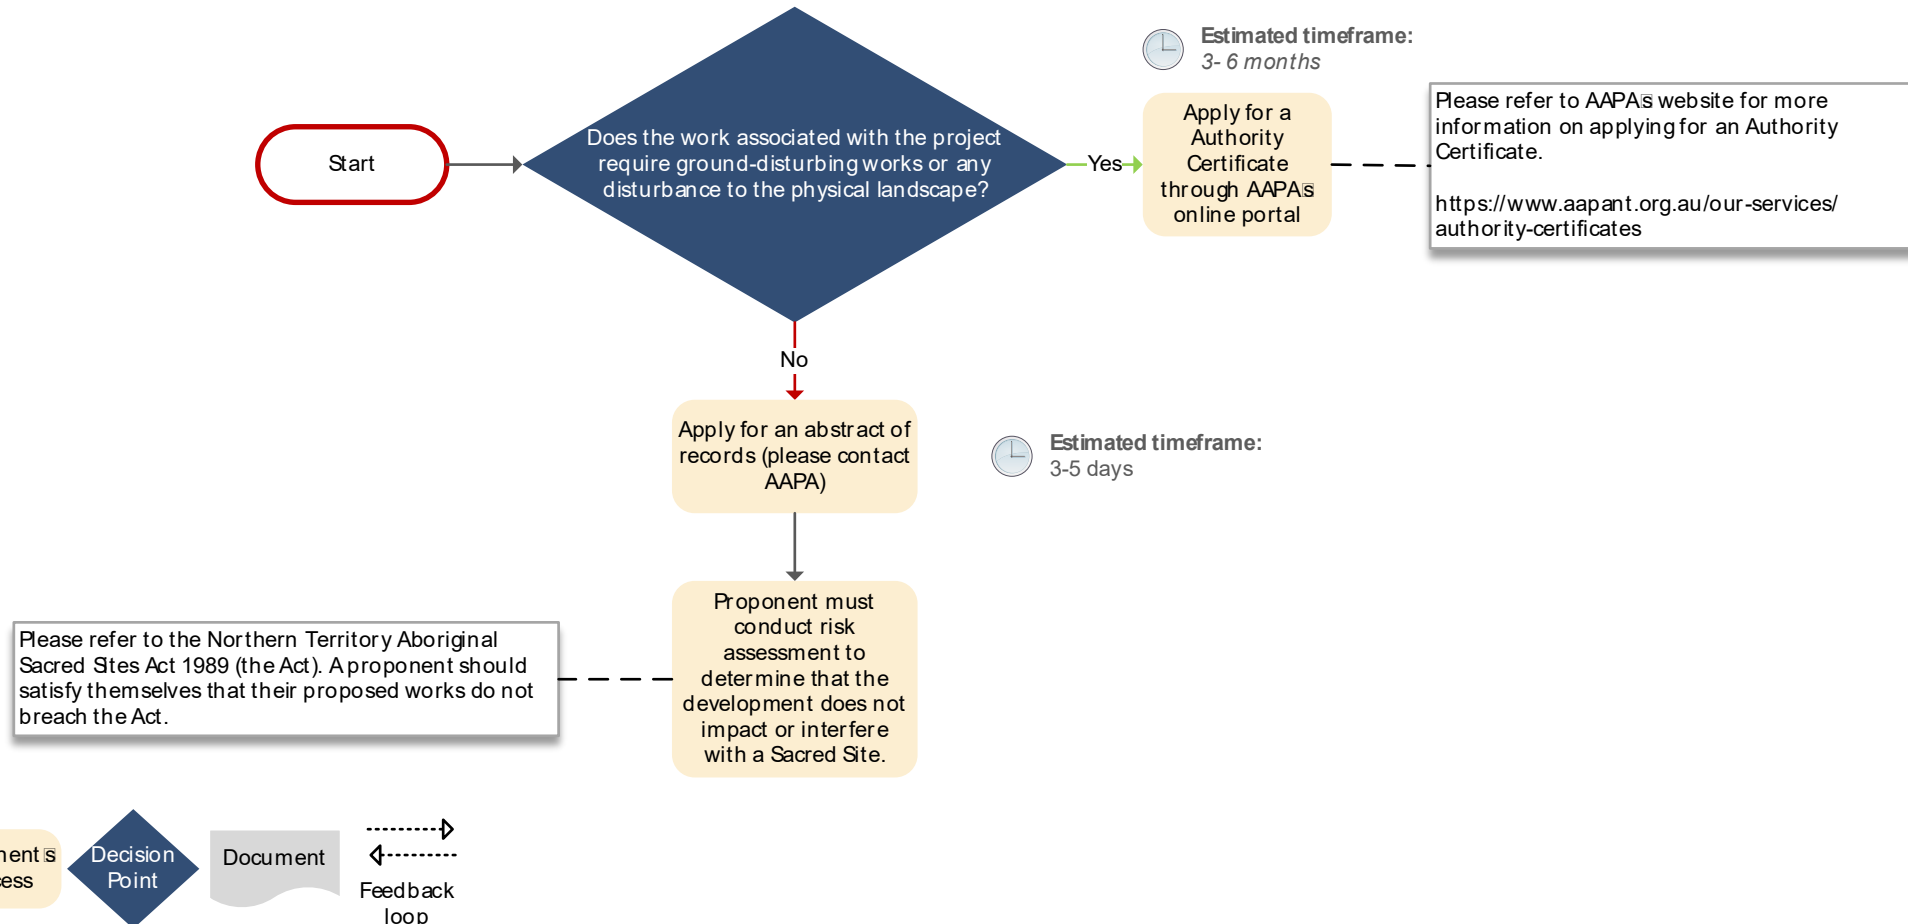 Estimated timeframe:
3- 6 months
Start
Does the work associated with the project
require ground-disturbing works or any
disturbance to the physical landscape?
Yes
Apply for a
Authority
Certificate
through AAPA□s
online portal
Please refer to AAPA□s website for more
information on applying for an Authority
Certificate.
https://www.aapant.org.au/our-services/
authority-certificates
No
Apply for an abstract of
records (please contact
AAPA)
Estimated timeframe:
3-5 days
Proponent must
conduct risk
assessment to
determine that the
development does not
impact or interfere
with a Sacred Site.
Please refer to the Northern Territory Aboriginal
Sacred Sites Act 1989 (the Act). A proponent should
satisfy themselves that their proposed works do not
breach the Act.
Decision
Point
Document
Feedback
loop